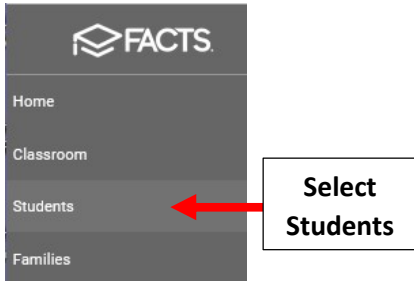 FACTS.
Home
Classroom
Students
Families
Select
Students